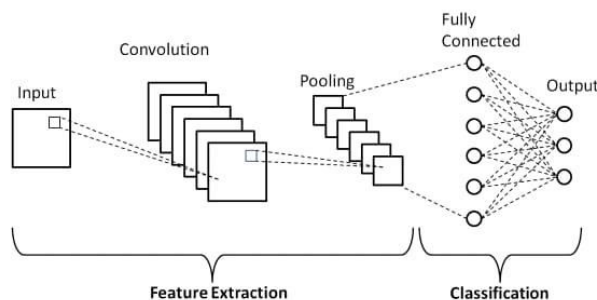 Input
Convolution
Pooling
Fully
Connected
Output
Feature Extraction
Classification